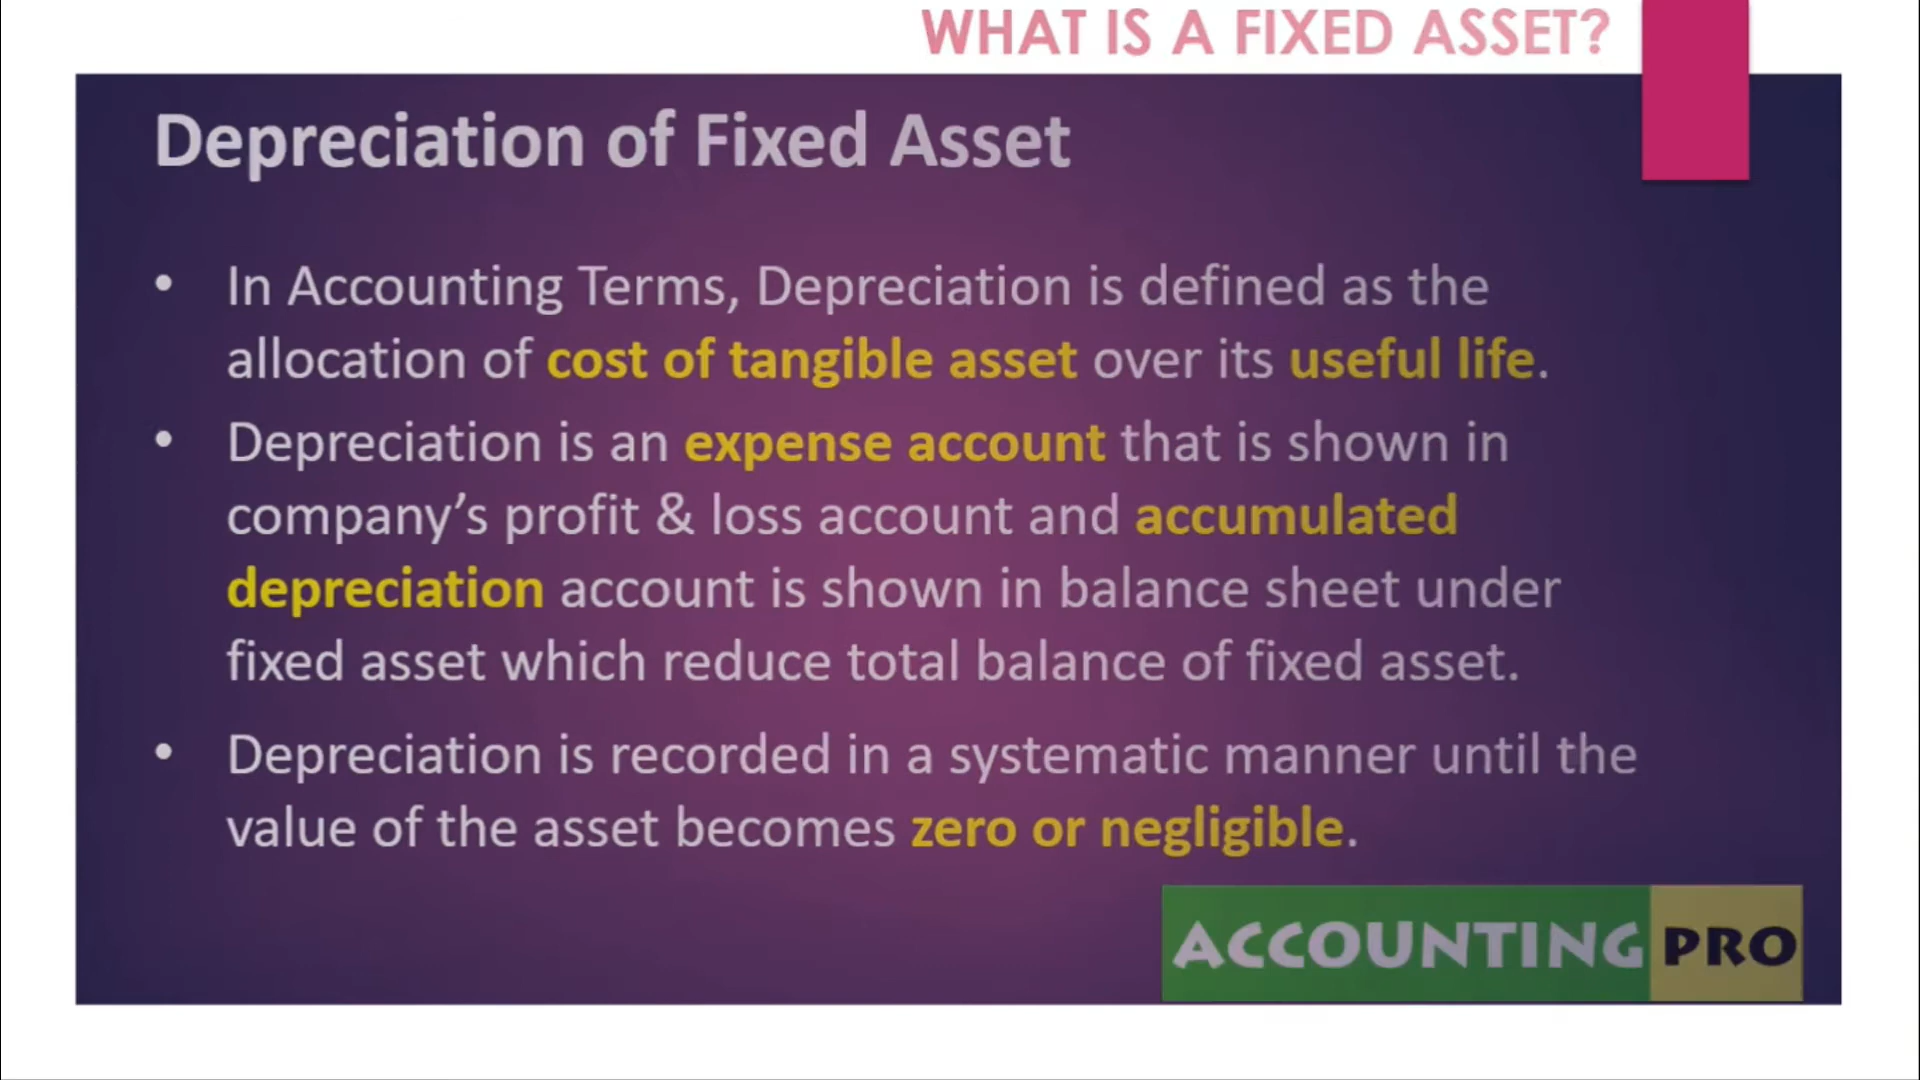 WHAT IS A FIXED ASSET?
Depreciation of Fixed Asset
• In Accounting Terms, Depreciation is defined as the
allocation of cost of tangible asset over its useful life.
• Depreciation is an expense account that is shown in
company’s profit & loss account and accumulated
depreciation account is shown in balance sheet under
fixed asset which reduce total balance of fixed asset.
• Depreciation is recorded in a systematic manner until the
value of the asset becomes zero or negligible.
ACCOUNTING PRO